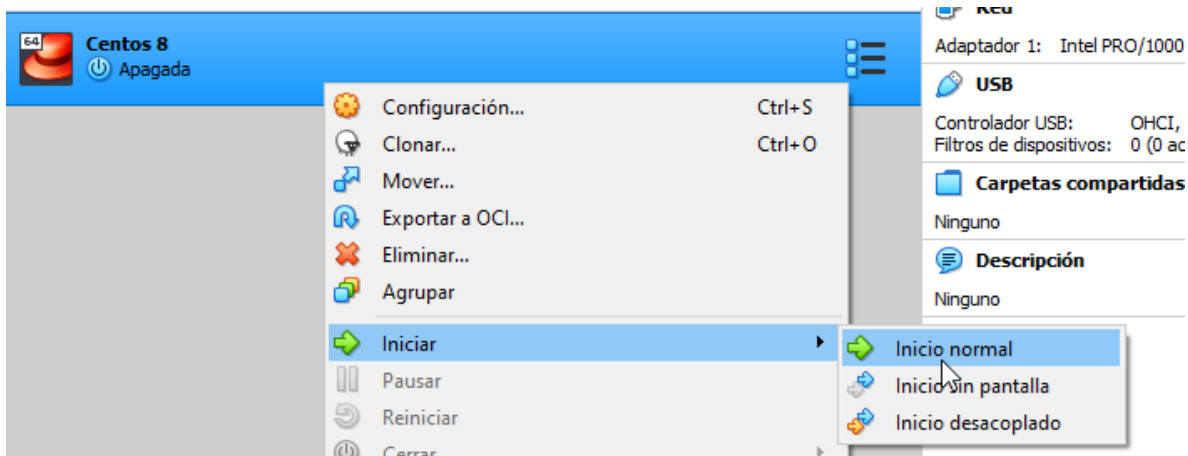 64
Centos 8
Apagada
Configuración... Ctrl+S
Clonar... Ctrl+O
Mover...
Exportar a OCI...
Eliminar...
Agrupar
Iniciar
Pausar
Reiniciar
Cerrar
Inicio normal
Inicio sin pantalla
Inicio desacoplado
Red
Adaptador 1: Intel PRO/1000
USB
Controlador USB: OHCI,
Filtros de dispositivos: 0 (0 ac
Carpetas compartidas
Ninguno
Descripción
Ninguno